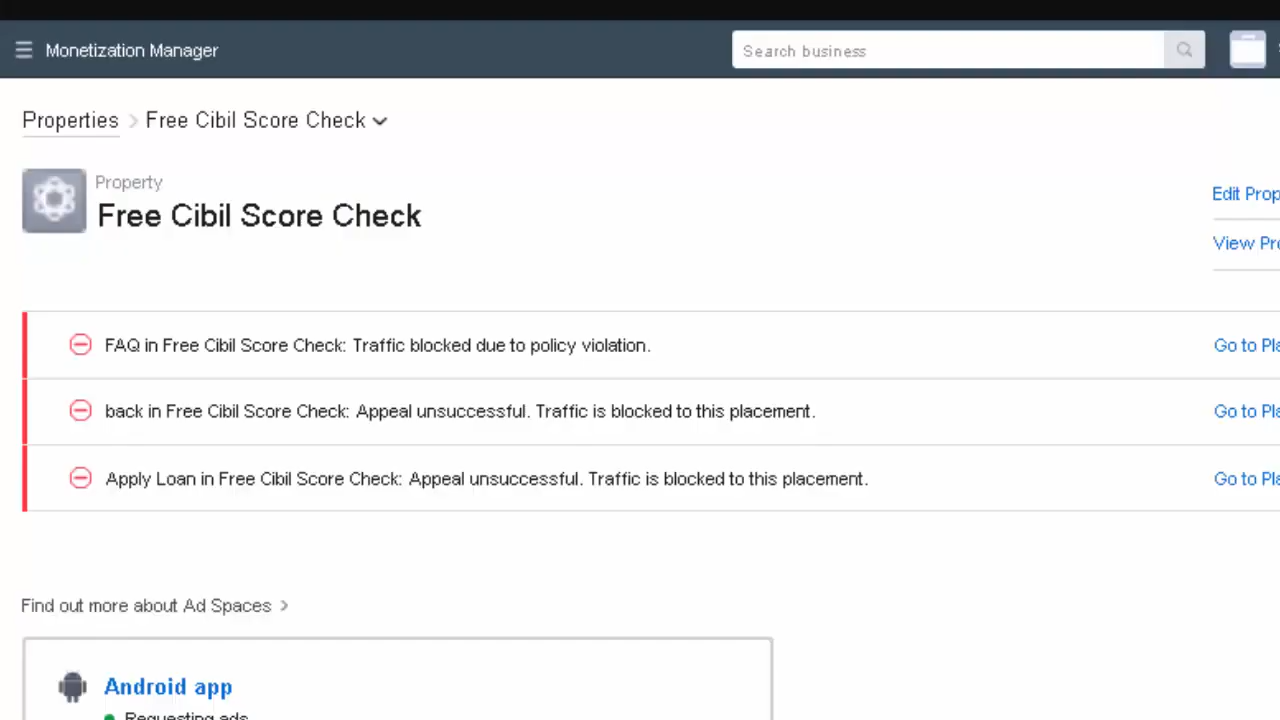 Monetization Manager
Search business
Properties > Free Cibil Score Check
Property
Free Cibil Score Check
Edit Prop
View Pro
FAQ in Free Cibil Score Check: Traffic blocked due to policy violation.
Go to Pla
back in Free Cibil Score Check: Appeal unsuccessful. Traffic is blocked to this placement.
Go to Pla
Apply Loan in Free Cibil Score Check: Appeal unsuccessful. Traffic is blocked to this placement.
Go to Pla
Find out more about Ad Spaces >
Android app
Requesting ads